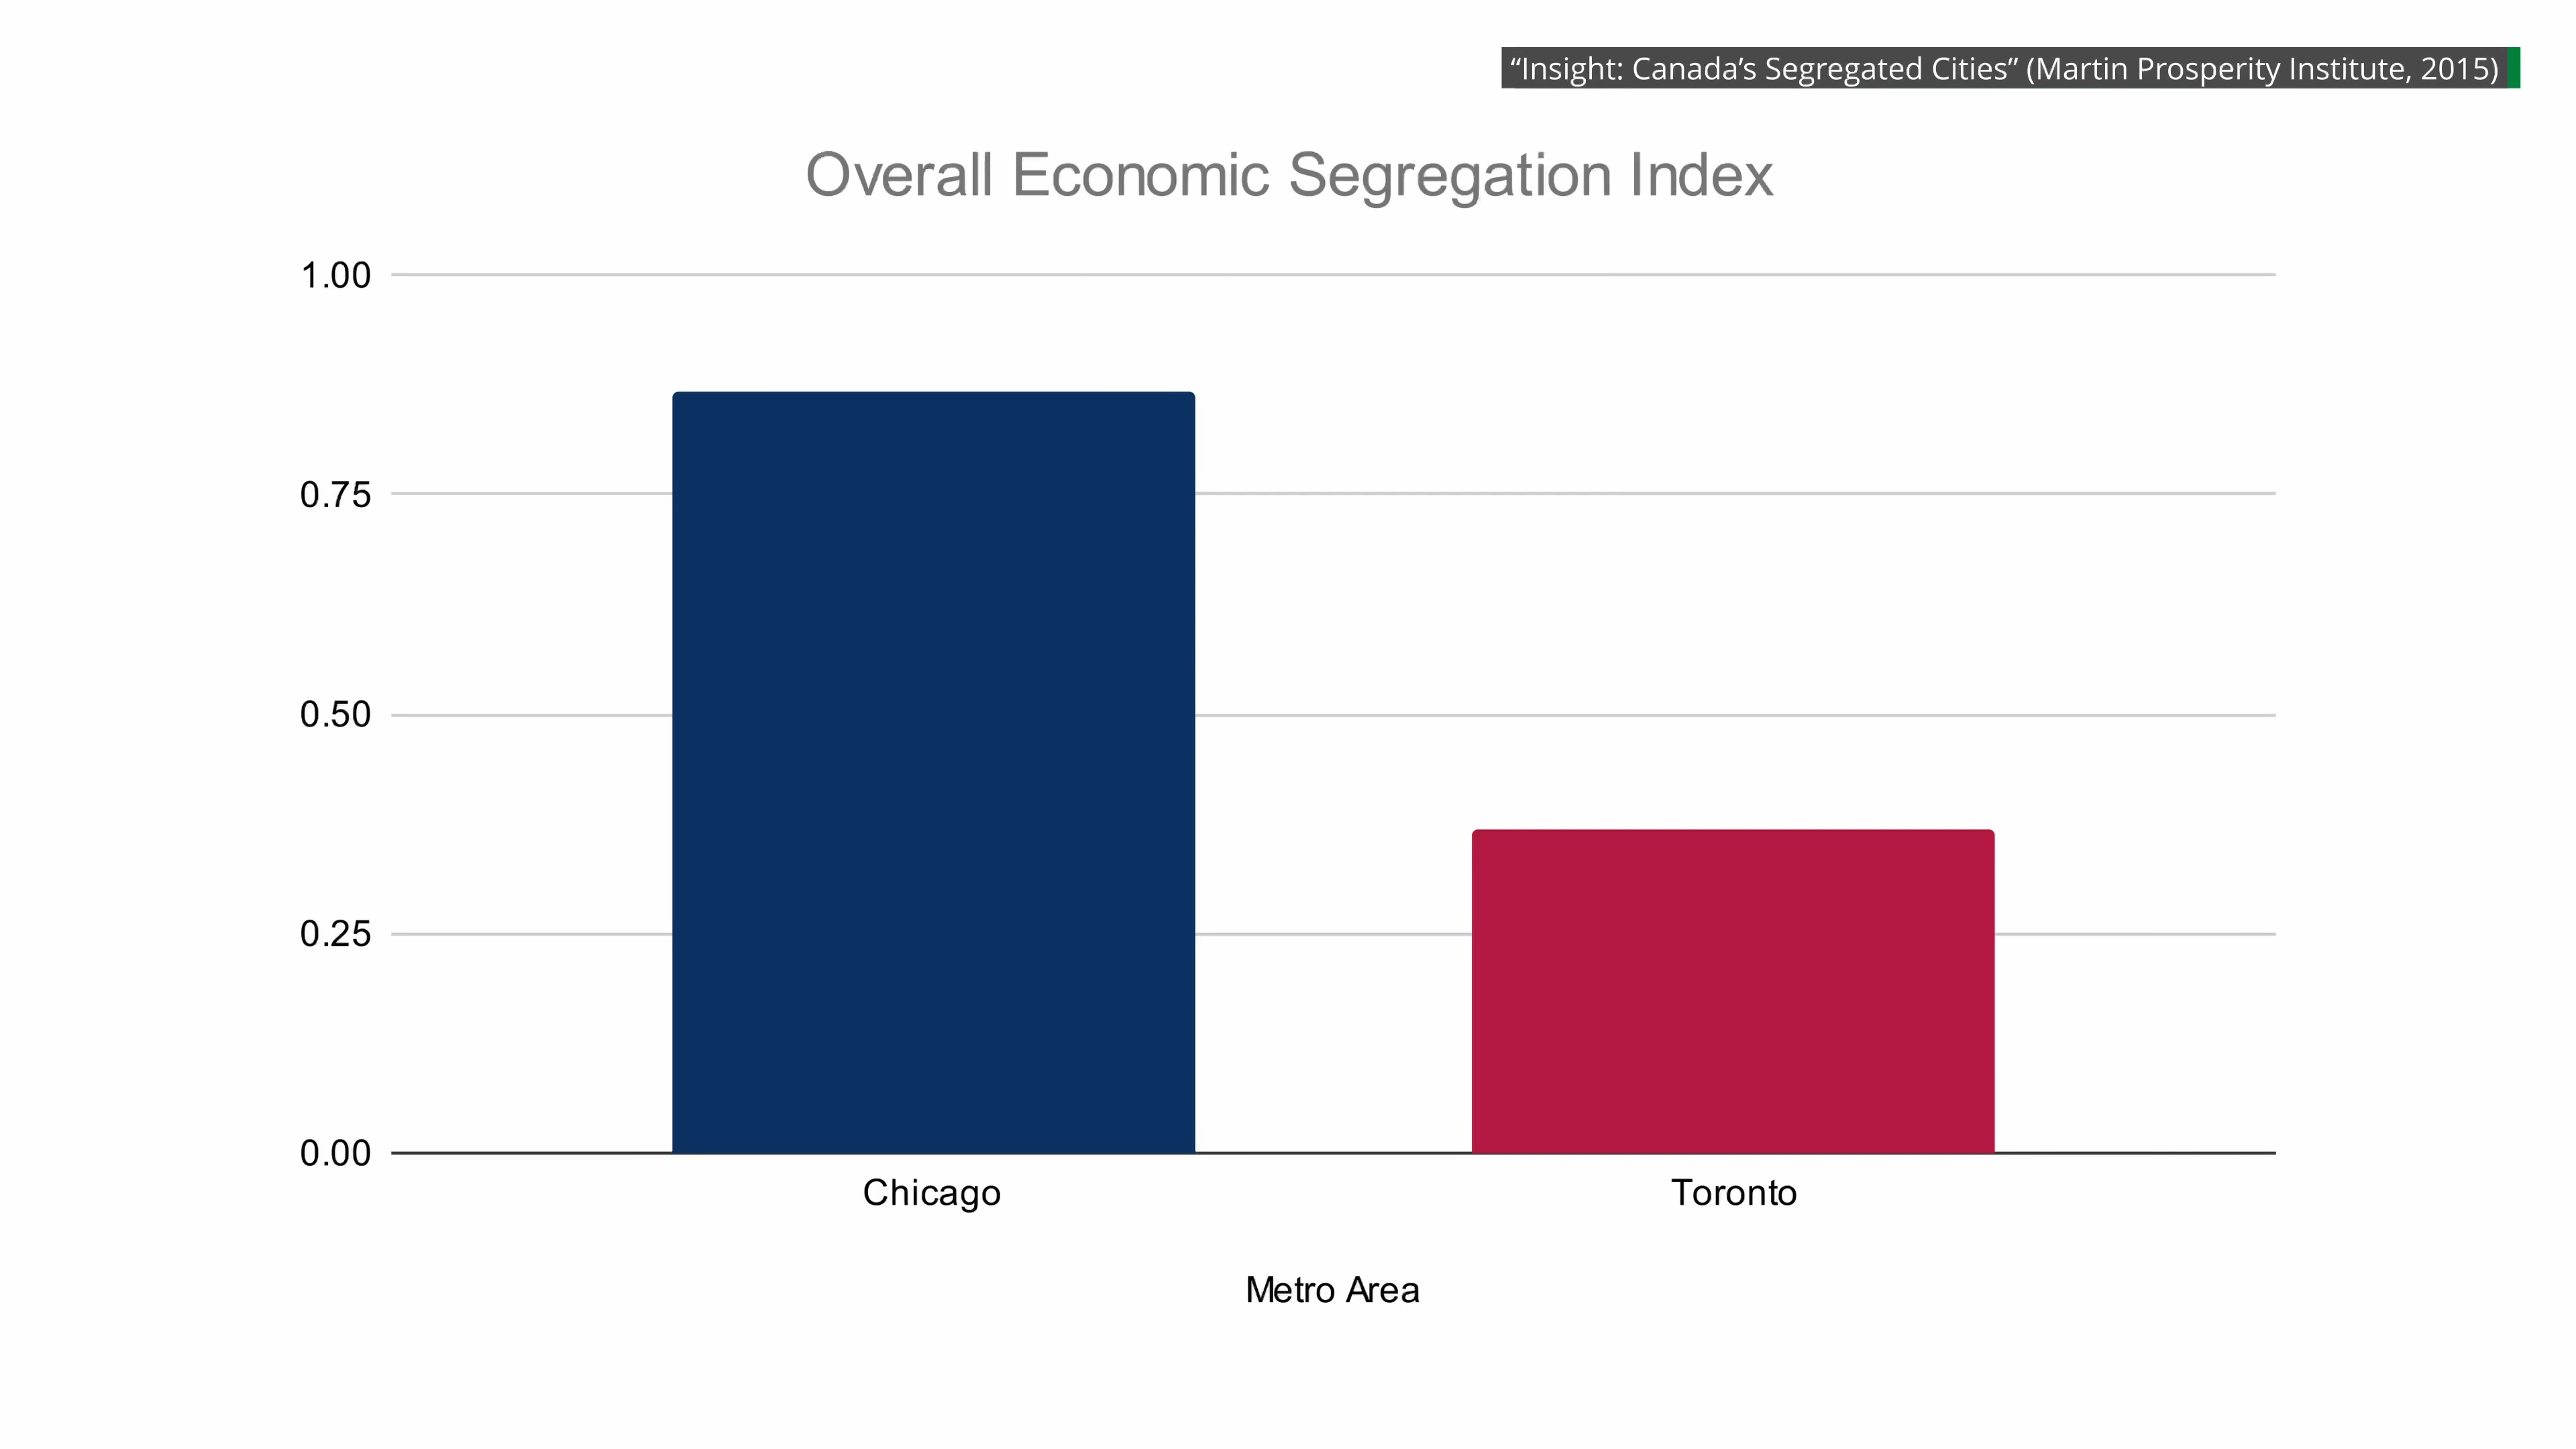 “Insight: Canada’s Segregated Cities” (Martin Prosperity Institute, 2015)
Overall Economic Segregation Index
1.00
0.75
0.50
0.25
0.00
Chicago
Toronto
Metro Area